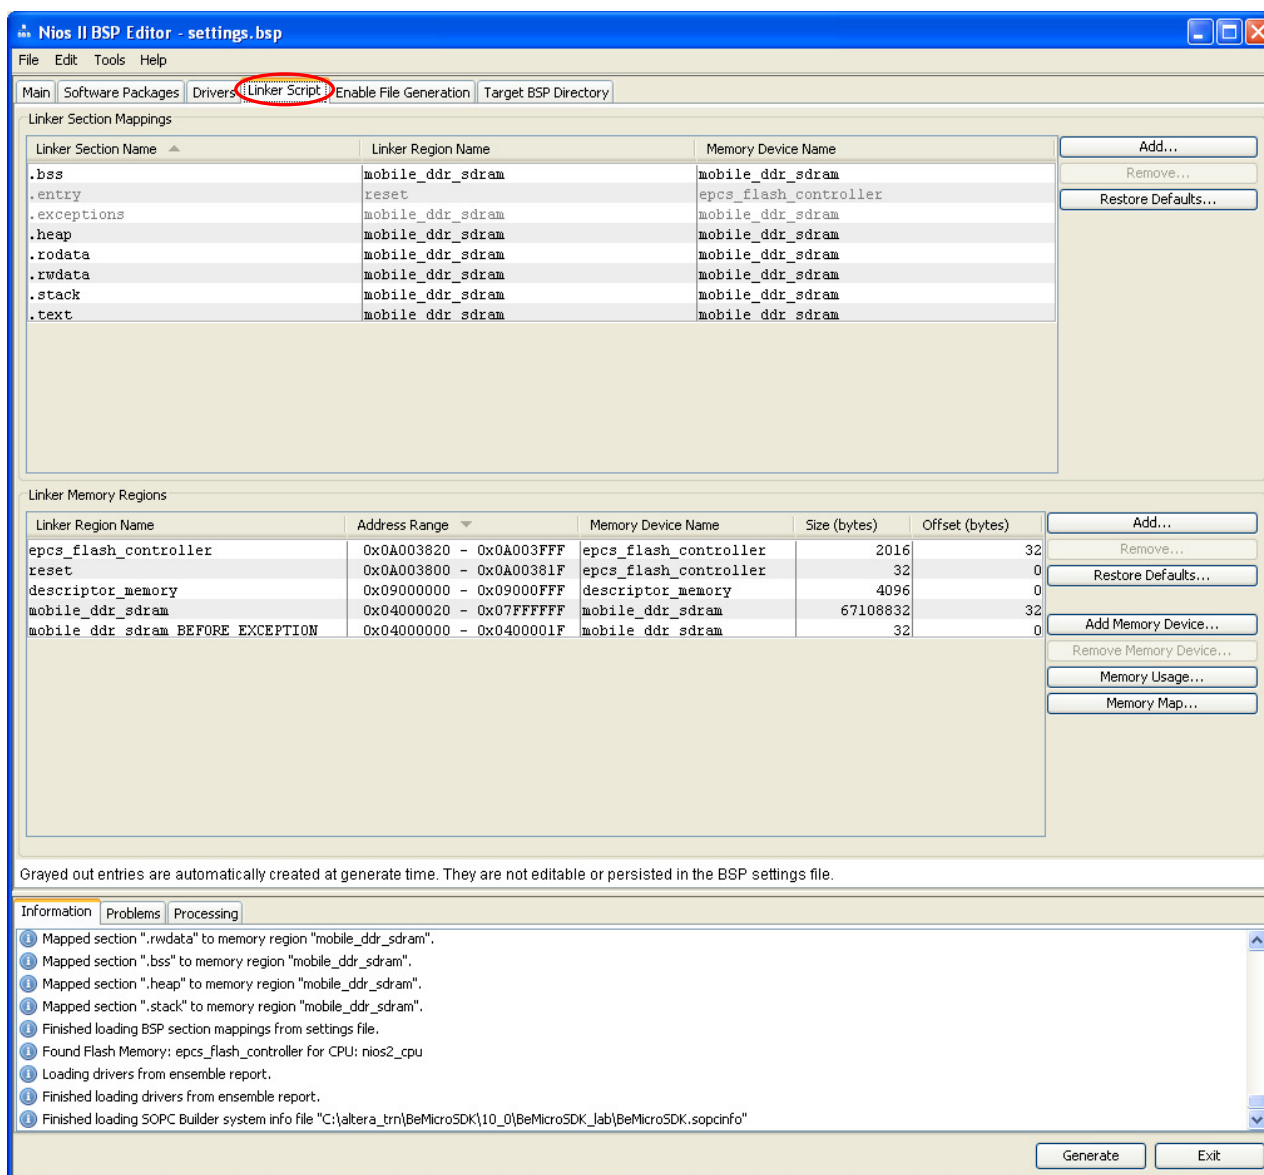 Nios II BSP Editor - settings.bsp
File Edit Tools Help
Main Software Packages Drivers Linker Script Enable File Generation Target BSP Directory
Linker Section Mappings
Linker Section Name Linker Region Name Memory Device Name Add...
.bss mobile_ddr_sdram mobile_ddr_sdram Remove...
.entry reset epcs_flash_controller Restore Defaults...
.exceptions mobile_ddr_sdram mobile_ddr_sdram
.heap mobile_ddr_sdram mobile_ddr_sdram
.rodata mobile_ddr_sdram mobile_ddr_sdram
.rwdata mobile_ddr_sdram mobile_ddr_sdram
.stack mobile_ddr_sdram mobile_ddr_sdram
.text mobile_ddr_sdram mobile_ddr_sdram
Linker Memory Regions
Linker Region Name Address Range Memory Device Name Size (bytes) Offset (bytes) Add...
epcs_flash_controller 0x0A003820 - 0x0A003FFF epcs_flash_controller 2016 32 Remove...
reset 0x0A003800 - 0x0A00381F epcs_flash_controller 32 0 Restore Defaults...
descriptor_memory 0x09000000 - 0x09000FFF descriptor_memory 4096 0
mobile_ddr_sdram 0x04000020 - 0x07FFFFFF mobile_ddr_sdram 67108832 32 Add Memory Device...
mobile_ddr_sdram_BEFORE_EXCEPTION 0x04000000 - 0x0400001F mobile_ddr_sdram 32 0
Remove Memory Device...
Memory Usage...
Memory Map...
Grayed out entries are automatically created at generate time. They are not editable or persisted in the BSP settings file.
Information Problems Processing
Mapped section ".rwdata" to memory region "mobile_ddr_sdram".
Mapped section ".bss" to memory region "mobile_ddr_sdram".
Mapped section ".heap" to memory region "mobile_ddr_sdram".
Mapped section ".stack" to memory region "mobile_ddr_sdram".
Finished loading BSP section mappings from settings file.
Found Flash Memory: epcs_flash_controller for CPU: nios2_cpu
Loading drivers from ensemble report.
Finished loading drivers from ensemble report.
Finished loading SOPC Builder system info file "C:\altera_trn\BeMicroSDK\10_0\BeMicroSDK_lab\BeMicroSDK.sopcinfo"
Generate Exit